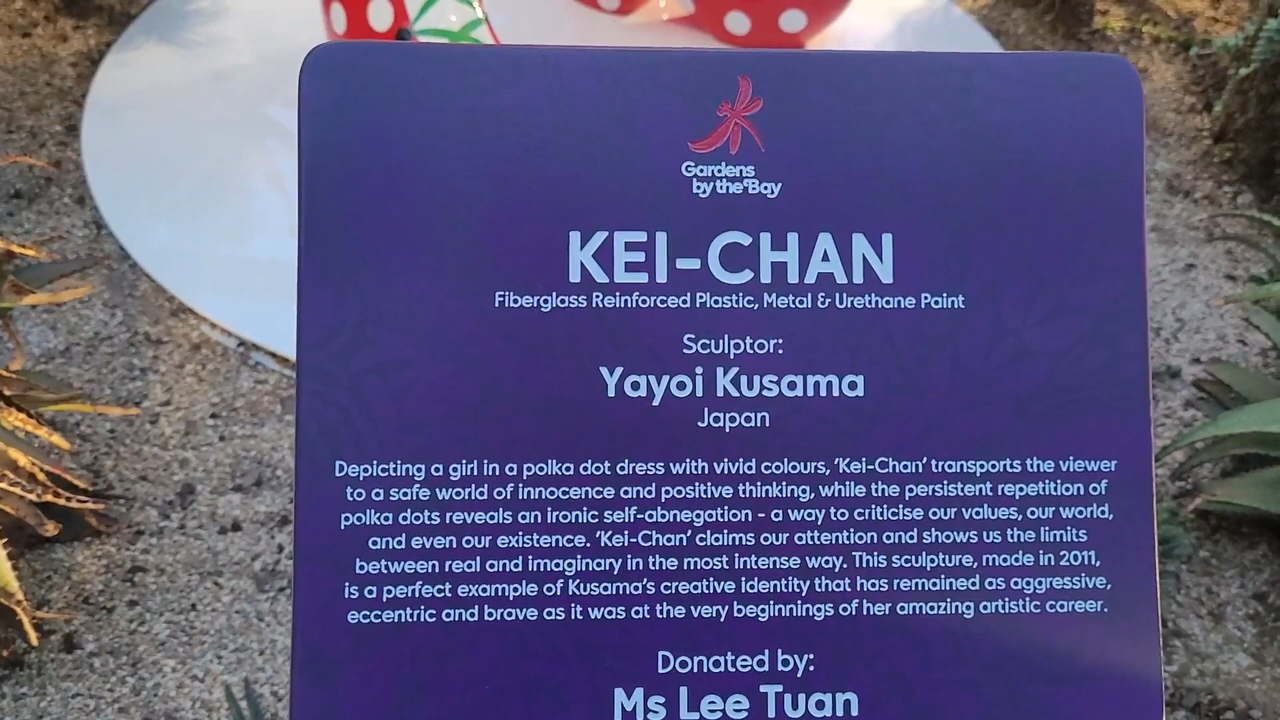 Gardens
by the Bay
KEI-CHAN
Fiberglass Reinforced Plastic, Metal & Urethane Paint
Sculptor:
Yayoi Kusama
Japan
Depicting a girl in a polka dot dress with vivid colours, 'Kei-Chan' transports the viewer
to a safe world of innocence and positive thinking, while the persistent repetition of
polka dots reveals an ironic self-abnegation - a way to criticise our values, our world,
and even our existence. 'Kei-Chan' claims our attention and shows us the limits
between real and imaginary in the most intense way. This sculpture, made in 2011,
is a perfect example of Kusama's creative identity that has remained as aggressive,
eccentric and brave as it was at the very beginnings of her amazing artistic career.
Donated by:
Ms Lee Tuan